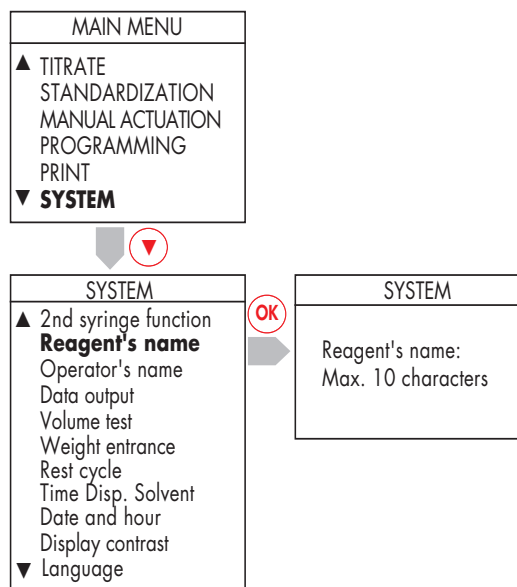 MAIN MENU
▲ TITRATE
STANDARDIZATION
MANUAL ACTUATION
PROGRAMMING
PRINT
▼ SYSTEM
▼
SYSTEM
▲ 2nd syringe function
Reagent's name
Operator's name
Data output
Volume test
Weight entrance
Rest cycle
Time Disp. Solvent
Date and hour
Display contrast
▼ Language
OK
SYSTEM
Reagent's name:
Max. 10 characters